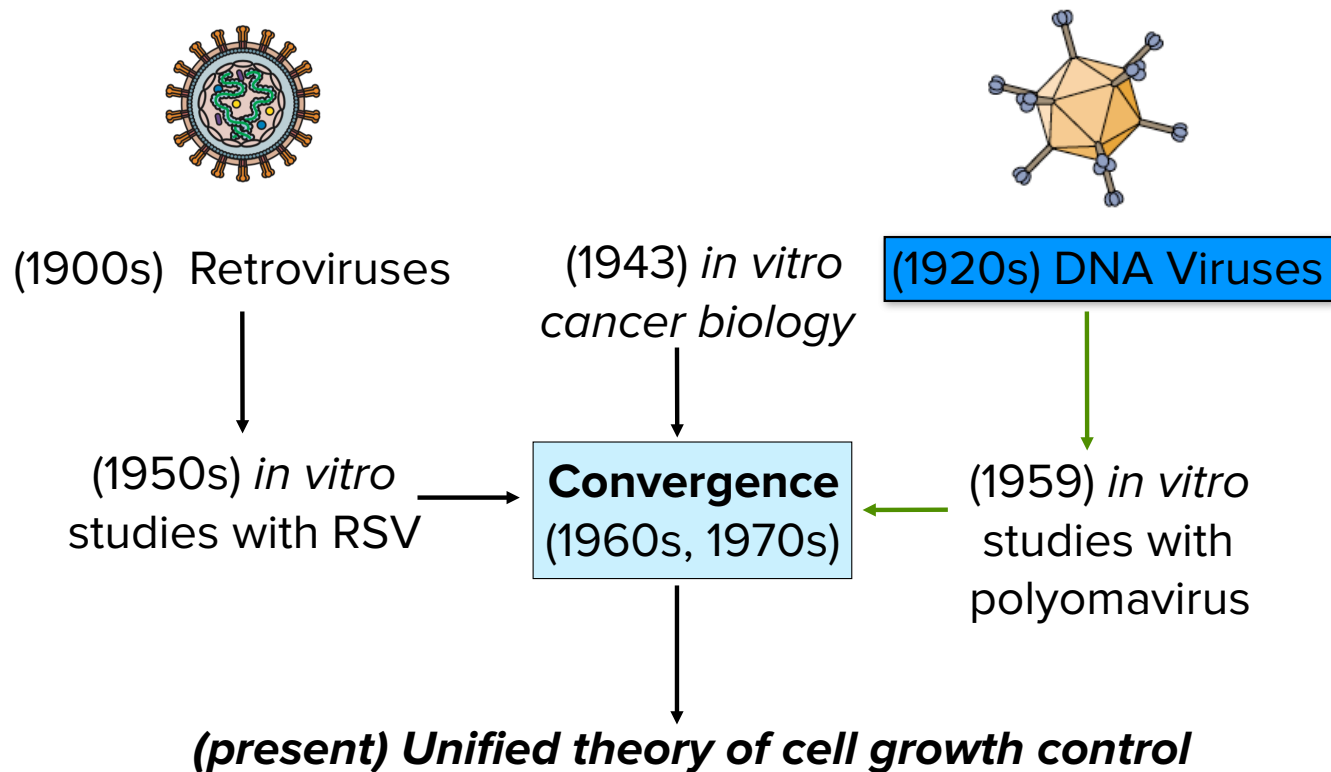 (1900s) Retroviruses
(1943) in vitro
cancer biology
(1920s) DNA Viruses
(1950s) in vitro
studies with RSV
Convergence
(1960s, 1970s)
(1959) in vitro
studies with
polyomavirus
(present) Unified theory of cell growth control